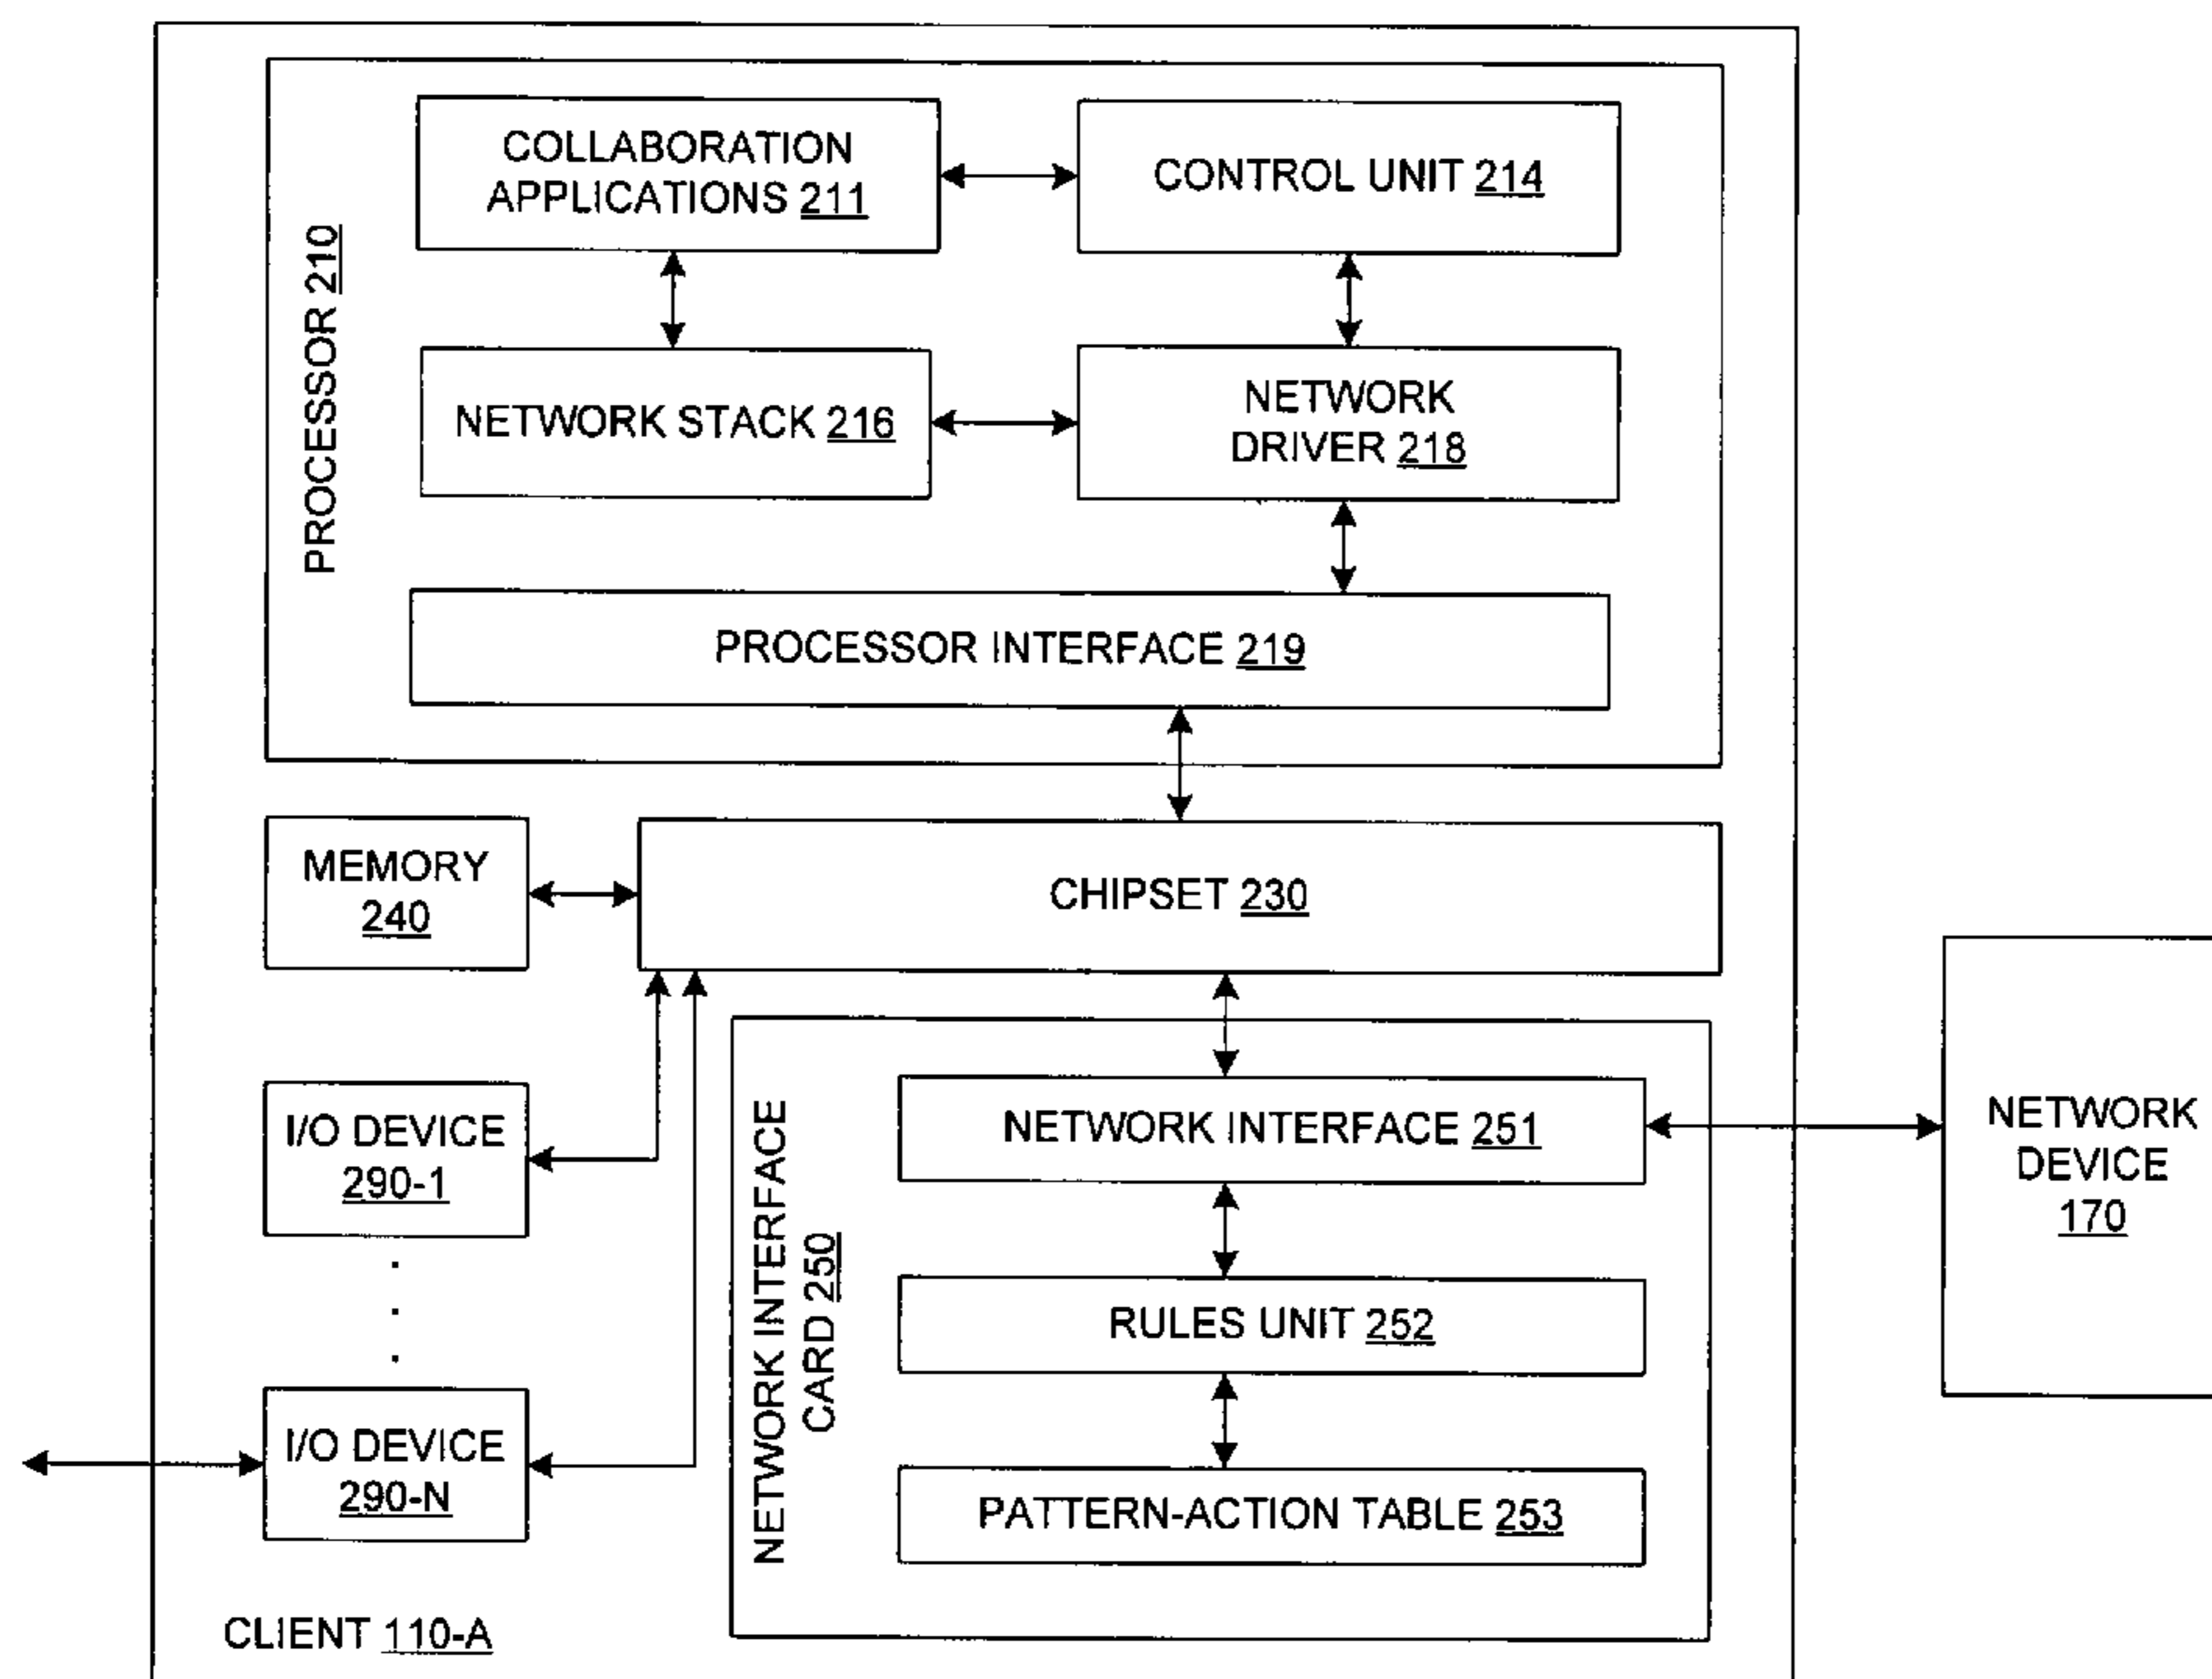 COLLABORATION
APPLICATIONS 211
CONTROL UNIT 214
PROCESSOR 210
NETWORK STACK 216
NETWORK
DRIVER 218
PROCESSOR INTERFACE 219
MEMORY
240
CHIPSET 230
I/O DEVICE
290-1
.
.
.
I/O DEVICE
290-N
NETWORK INTERFACE
CARD 250
NETWORK INTERFACE 251
RULES UNIT 252
PATTERN-ACTION TABLE 253
NETWORK
DEVICE
170
CLIENT 110-A